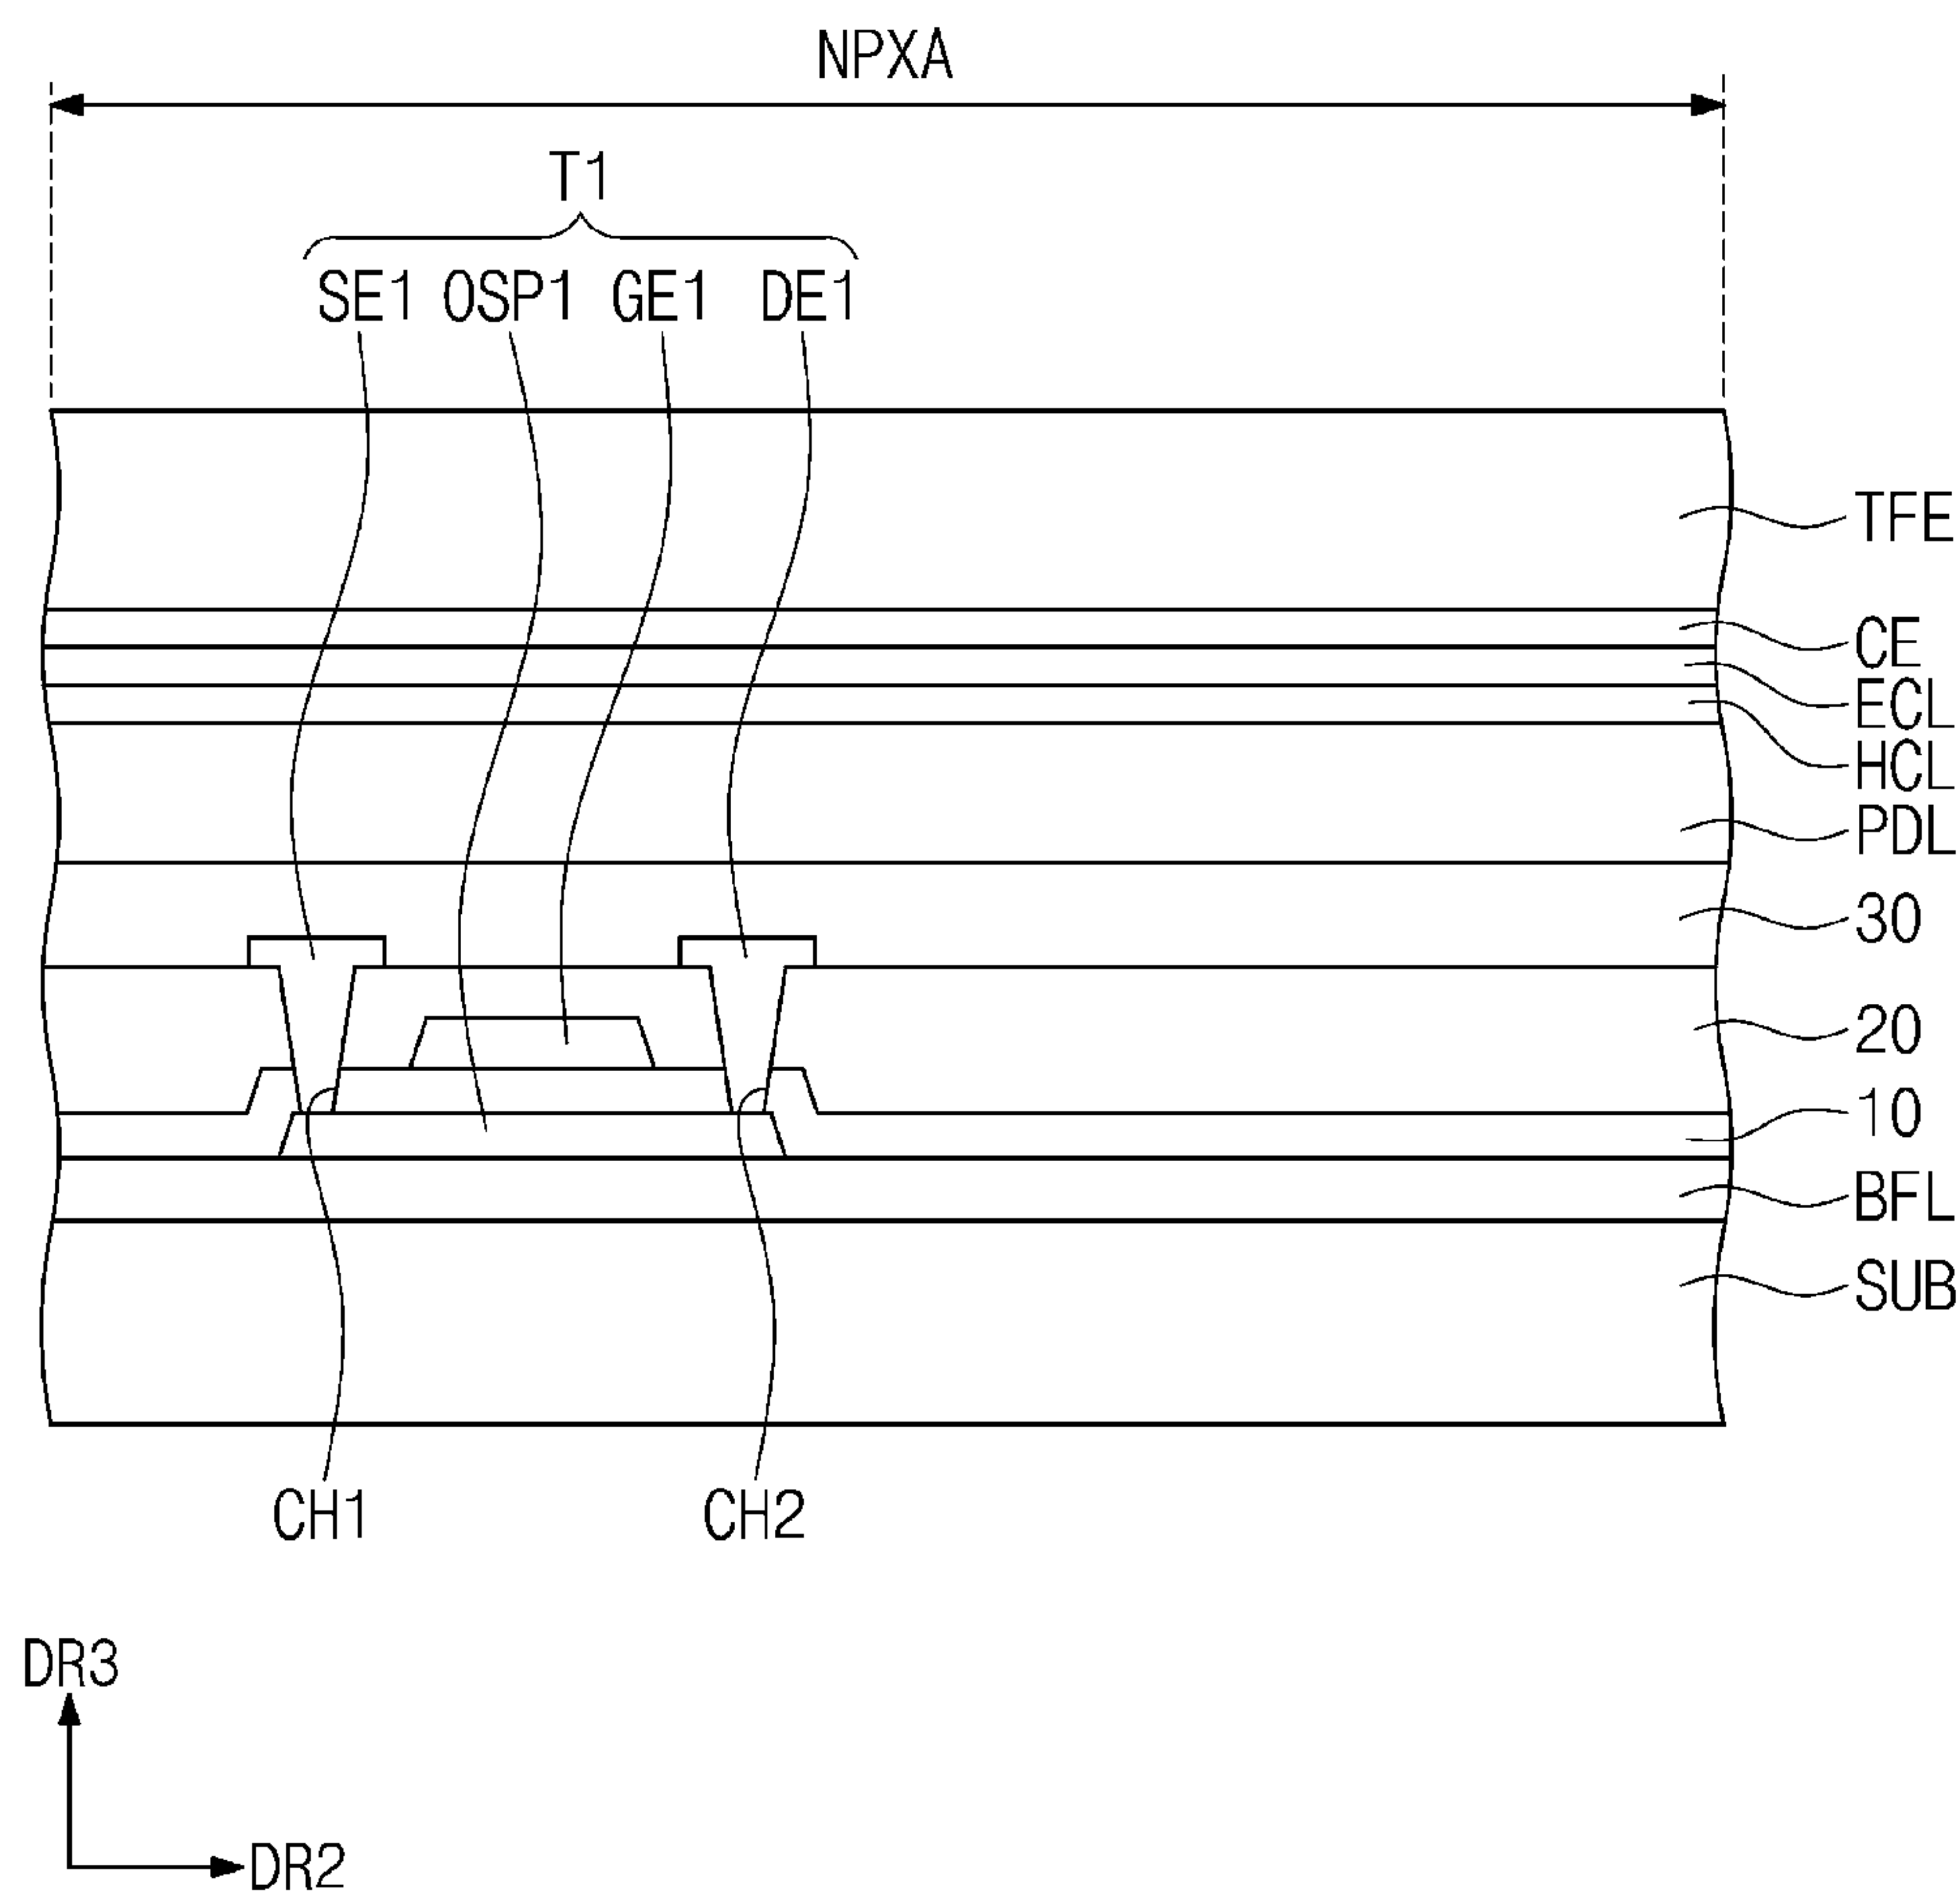 NPXA
T1
SE1 OSP1 GE1 DE1
TFE
CE
ECL
HCL
PDL
30
20
10
BFL
SUB
CH1 CH2
DR3
DR2